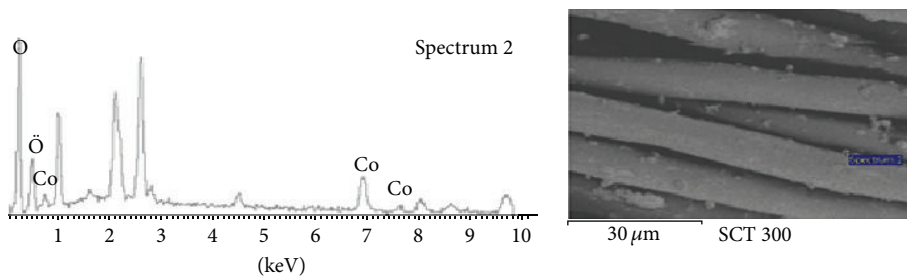 O
Spectrum 2
Ö
Co
Co
Co
1 2 3 4 5 6 7 8 9 10
(keV)
Spectrum 2
30 μm
SCT 300